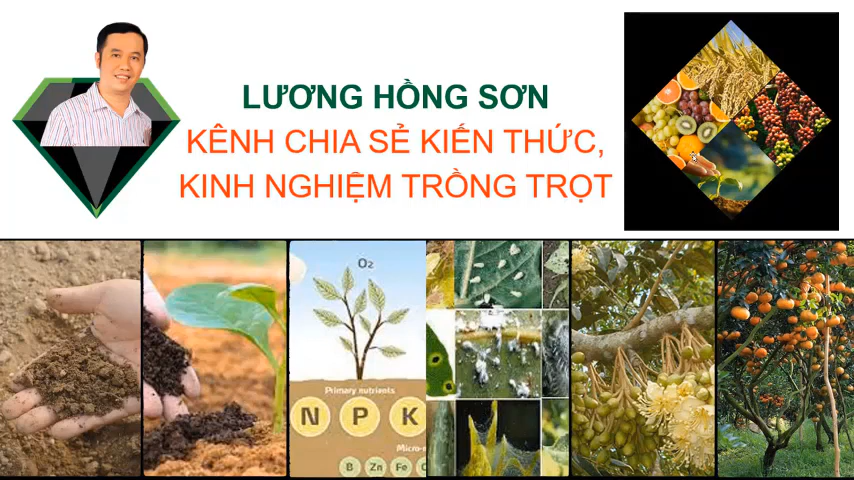 LƯƠNG HỒNG SƠN
KÊNH CHIA SẺ KIẾN THỨC,
KINH NGHIỆM TRỒNG TRỌT
O₂
Primary nutrients
N P K
B Zn Fe